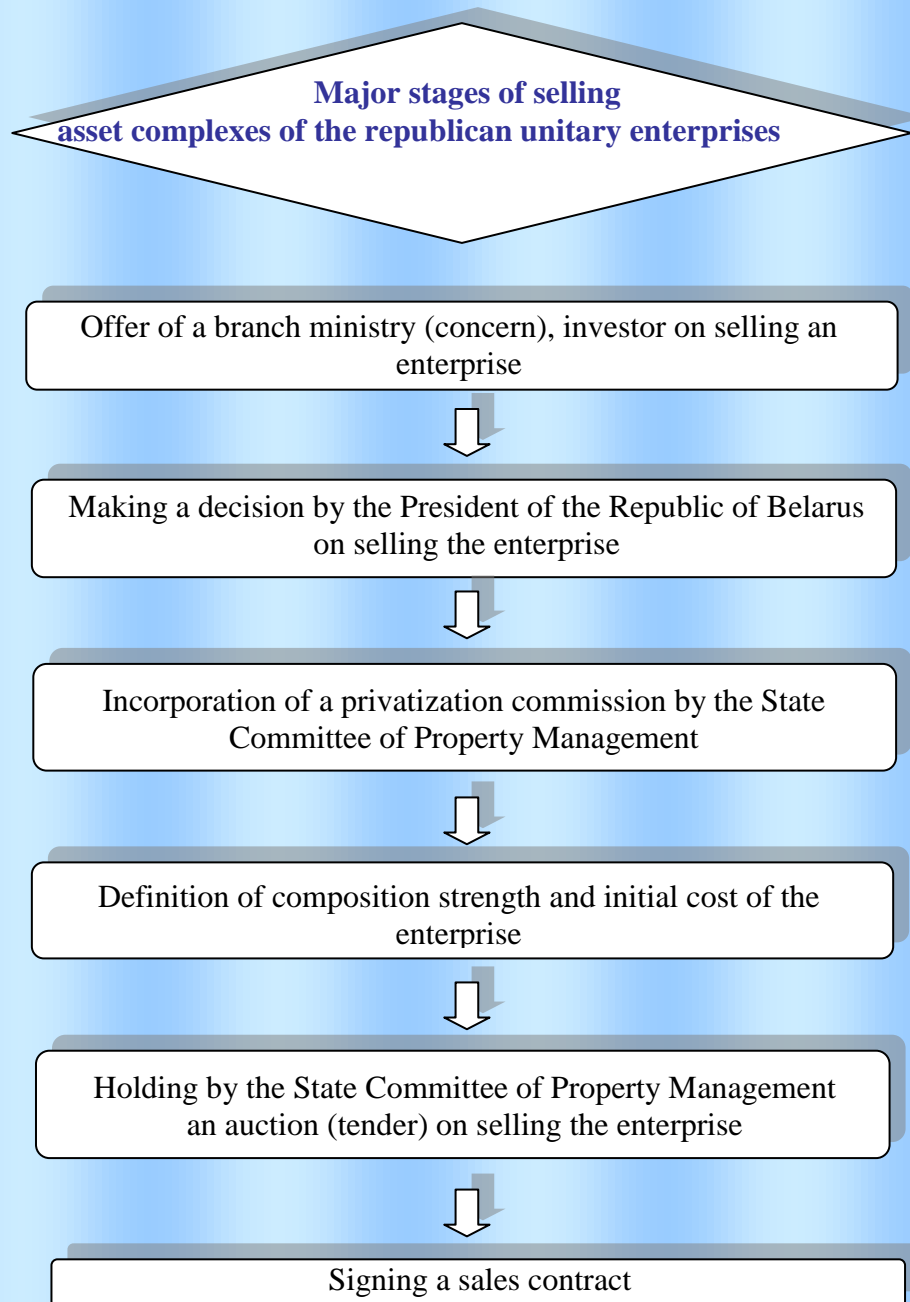 Major stages of selling
asset complexes of the republican unitary enterprises
Offer of a branch ministry (concern), investor on selling an
enterprise
Making a decision by the President of the Republic of Belarus
on selling the enterprise
Incorporation of a privatization commission by the State
Committee of Property Management
Definition of composition strength and initial cost of the
enterprise
Holding by the State Committee of Property Management
an auction (tender) on selling the enterprise
Signing a sales contract